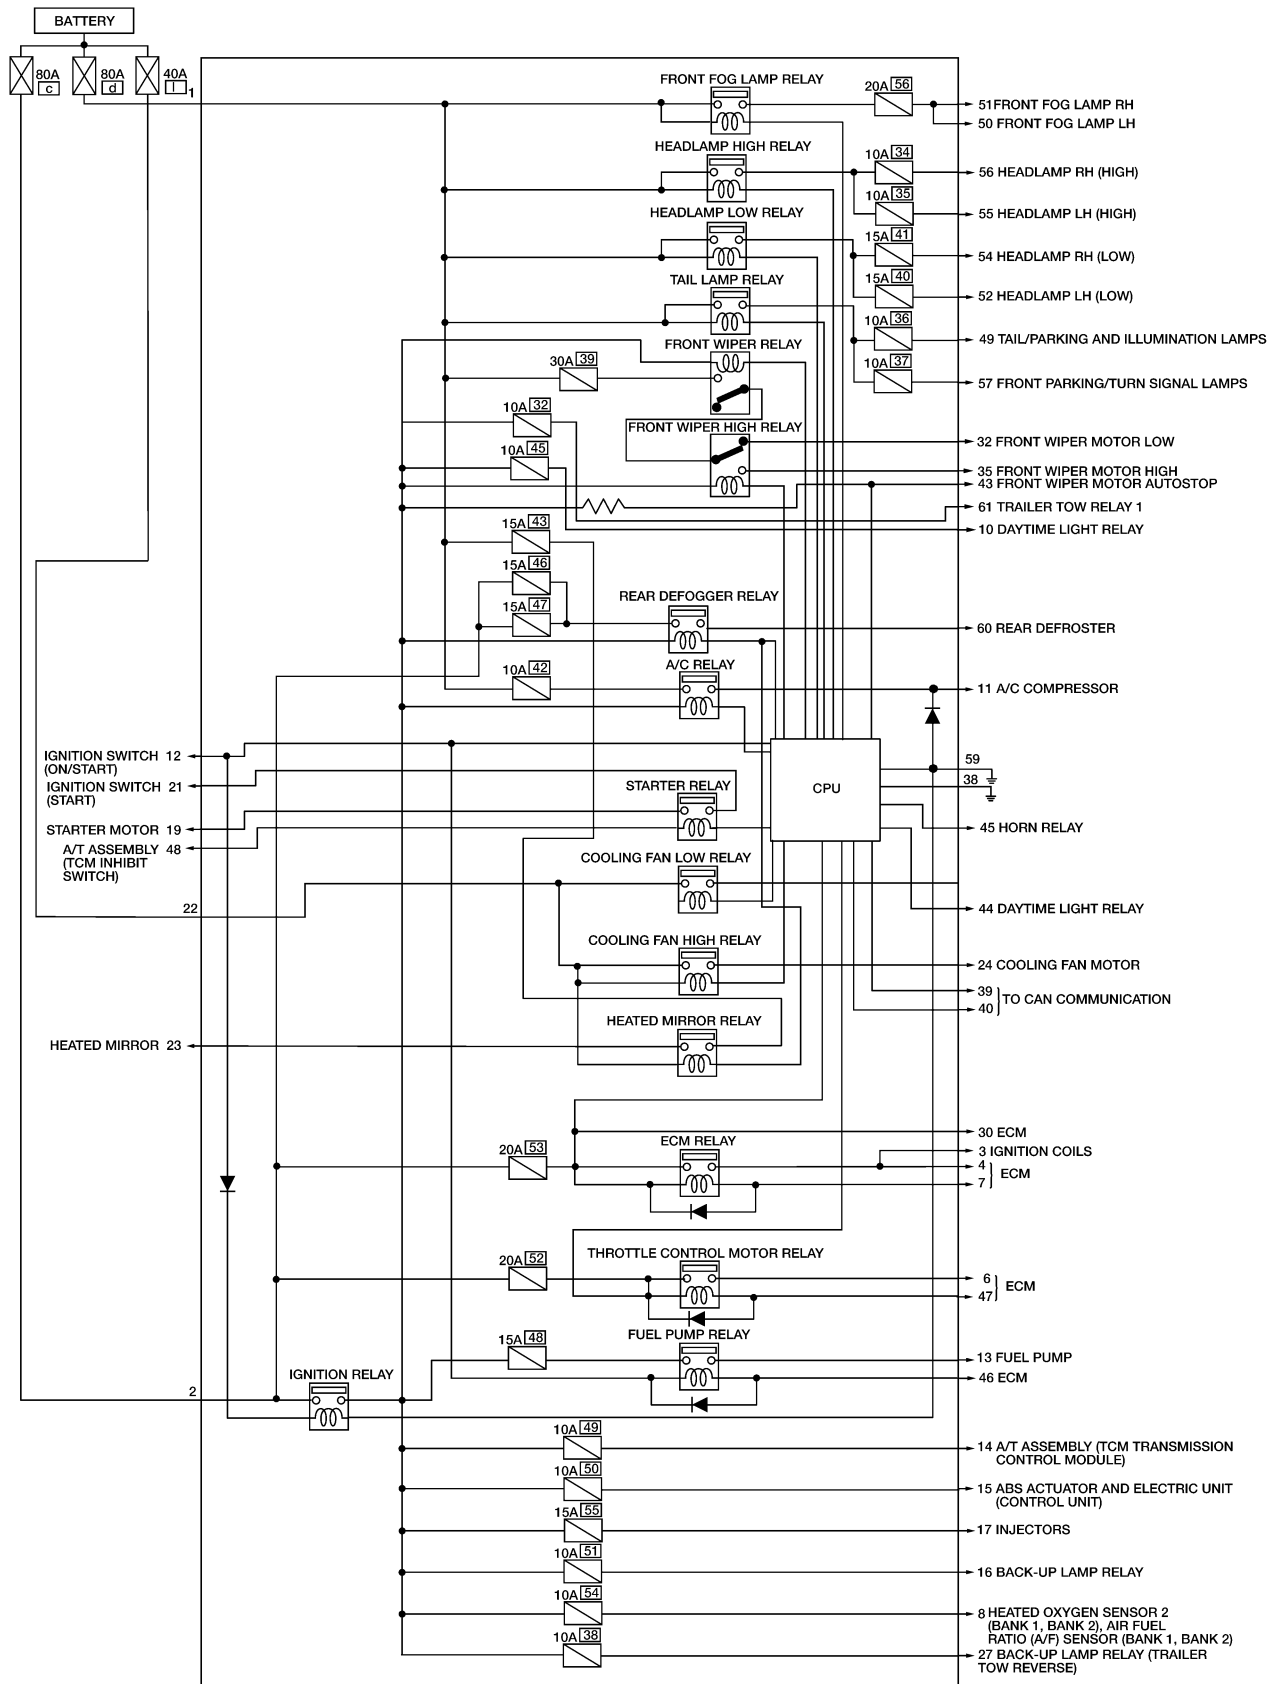 BATTERY
80A c
80A d
40A l 1
FRONT FOG LAMP RELAY
20A 56
51FRONT FOG LAMP RH
50 FRONT FOG LAMP LH
HEADLAMP HIGH RELAY
10A 34
56 HEADLAMP RH (HIGH)
10A 35
55 HEADLAMP LH (HIGH)
HEADLAMP LOW RELAY
15A 41
54 HEADLAMP RH (LOW)
15A 40
52 HEADLAMP LH (LOW)
TAIL LAMP RELAY
10A 36
49 TAIL/PARKING AND ILLUMINATION LAMPS
FRONT WIPER RELAY
30A 39
10A 37
57 FRONT PARKING/TURN SIGNAL LAMPS
10A 32
FRONT WIPER HIGH RELAY
32 FRONT WIPER MOTOR LOW
10A 45
35 FRONT WIPER MOTOR HIGH
43 FRONT WIPER MOTOR AUTOSTOP
61 TRAILER TOW RELAY 1
15A 43
10 DAYTIME LIGHT RELAY
15A 46
15A 47
REAR DEFOGGER RELAY
60 REAR DEFROSTER
10A 42
A/C RELAY
11 A/C COMPRESSOR
IGNITION SWITCH 12
(ON/START)
59
IGNITION SWITCH 21
(START)
STARTER RELAY
CPU
38
STARTER MOTOR 19
45 HORN RELAY
A/T ASSEMBLY 48
(TCM INHIBIT
SWITCH)
COOLING FAN LOW RELAY
22
44 DAYTIME LIGHT RELAY
COOLING FAN HIGH RELAY
24 COOLING FAN MOTOR
39
40
TO CAN COMMUNICATION
HEATED MIRROR RELAY
HEATED MIRROR 23
30 ECM
20A 53
ECM RELAY
3 IGNITION COILS
4
7
ECM
20A 52
THROTTLE CONTROL MOTOR RELAY
6
47
ECM
15A 48
FUEL PUMP RELAY
13 FUEL PUMP
46 ECM
IGNITION RELAY
2
10A 49
14 A/T ASSEMBLY (TCM TRANSMISSION
CONTROL MODULE)
10A 50
15 ABS ACTUATOR AND ELECTRIC UNIT
(CONTROL UNIT)
15A 55
17 INJECTORS
10A 51
16 BACK-UP LAMP RELAY
10A 54
8 HEATED OXYGEN SENSOR 2
(BANK 1, BANK 2), AIR FUEL
RATIO (A/F) SENSOR (BANK 1, BANK 2)
10A 38
27 BACK-UP LAMP RELAY (TRAILER
TOW REVERSE)